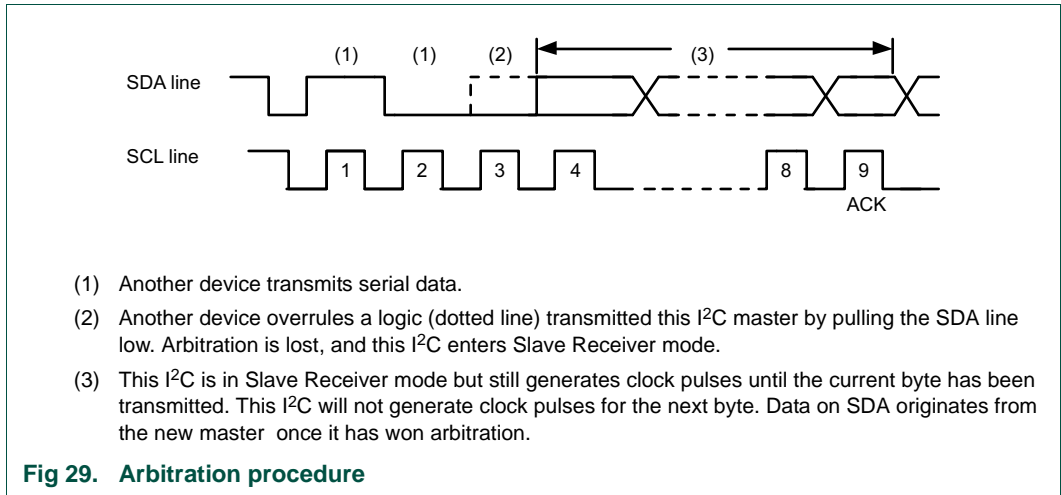 (1) (1) (2) (3)
SDA line
SCL line
1 2 3 4 8 9
ACK
(1) Another device transmits serial data.
(2) Another device overrules a logic (dotted line) transmitted this I2C master by pulling the SDA line
low. Arbitration is lost, and this I2C enters Slave Receiver mode.
(3) This I2C is in Slave Receiver mode but still generates clock pulses until the current byte has been
transmitted. This I2C will not generate clock pulses for the next byte. Data on SDA originates from
the new master once it has won arbitration.
Fig 29. Arbitration procedure